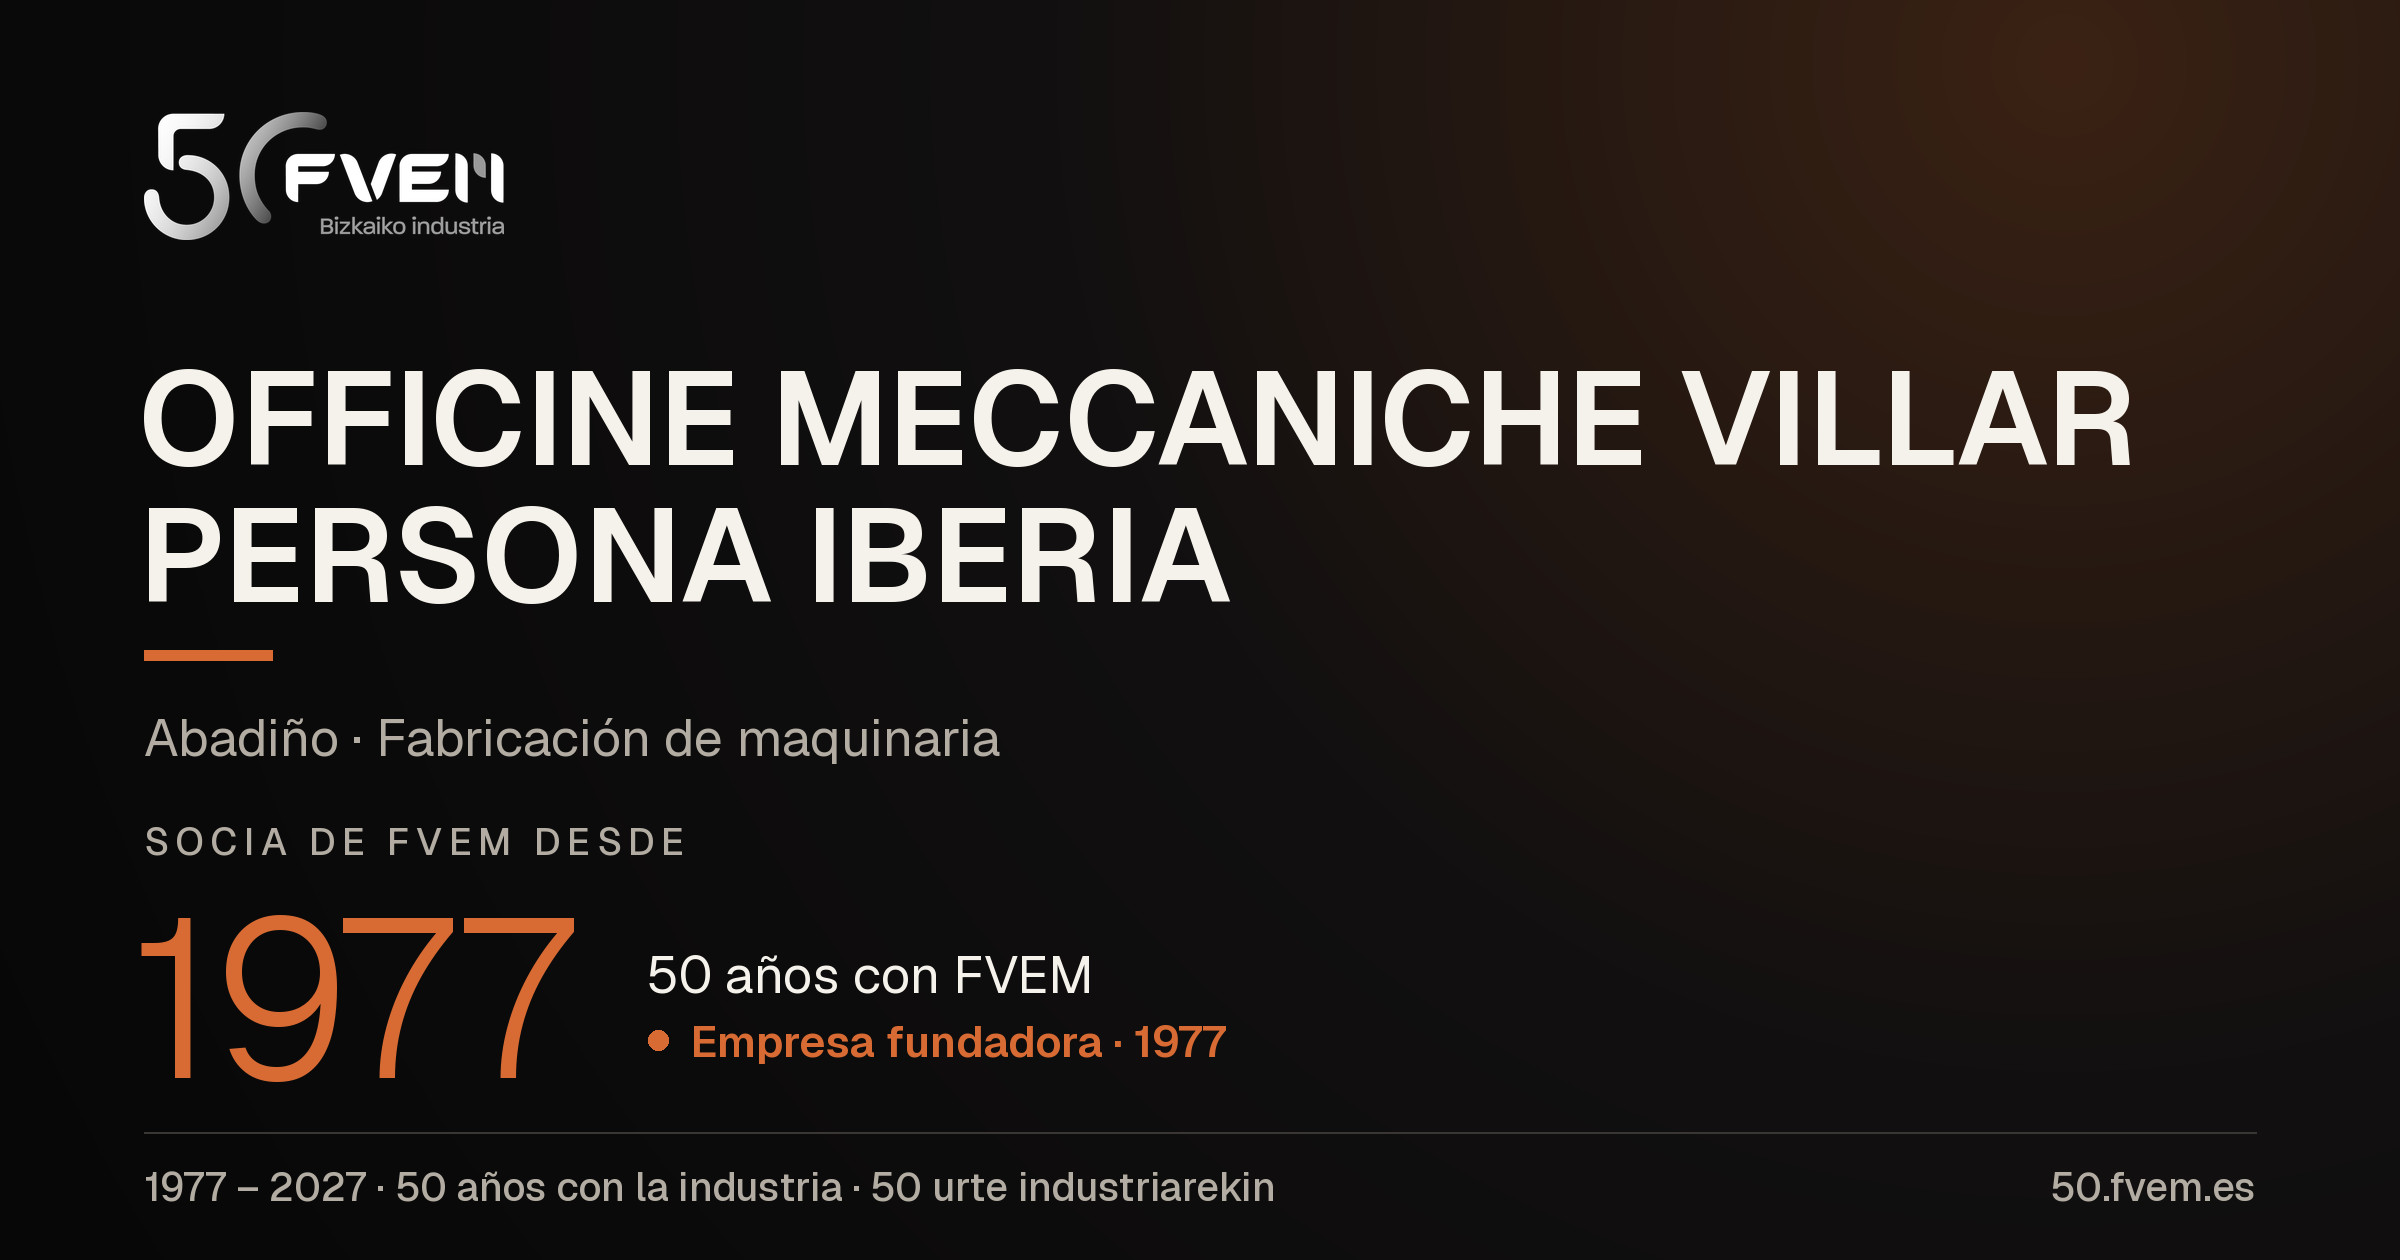 50 FVEM
Bizkaiko industria
OFFICINE MECCANICHE VILLAR
PERSONA IBERIA
Abadiño · Fabricación de maquinaria
SOCIA DE FVEM DESDE
1977
50 años con FVEM
Empresa fundadora · 1977
1977 – 2027 · 50 años con la industria · 50 urte industriarekin
50.fvem.es